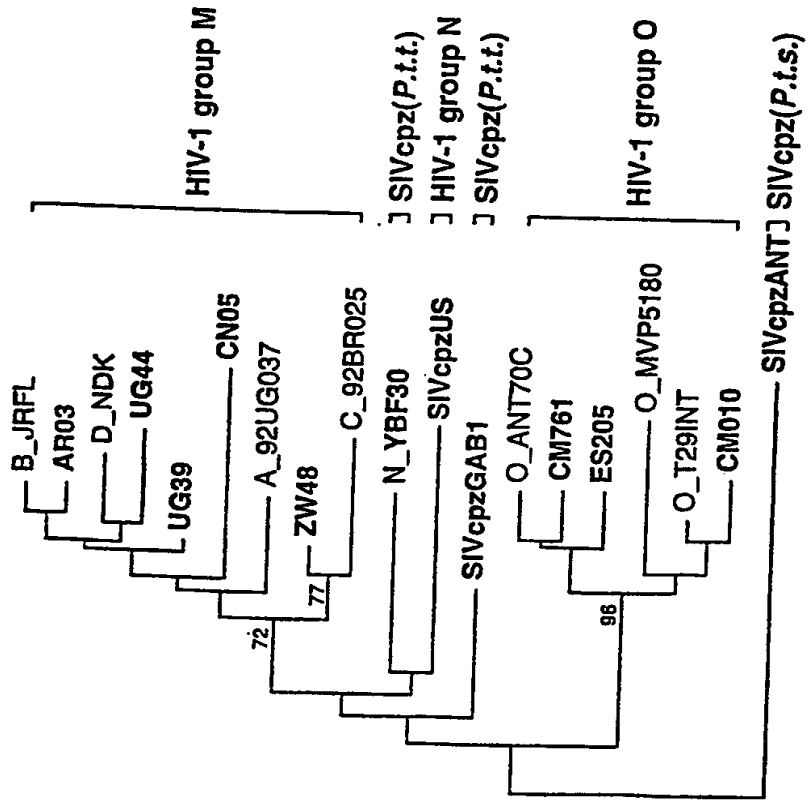 B_JRFL
AR03
D_NDK
UG44
UG39
CN05
A_92UG037
ZW48
C_92BR025
N_YBF30
SIVcpzUS
SIVcpzGAB1
O_ANT70C
CM761
ES205
O_MVP5180
O_T29INT
CM010
SIVcpzANT] SIVcpz(P.t.s.)
72
77
98
HIV-1 group M
] SIVcpz(P.t.t.)
] HIV-1 group N
] SIVcpz(P.t.t.)
HIV-1 group O